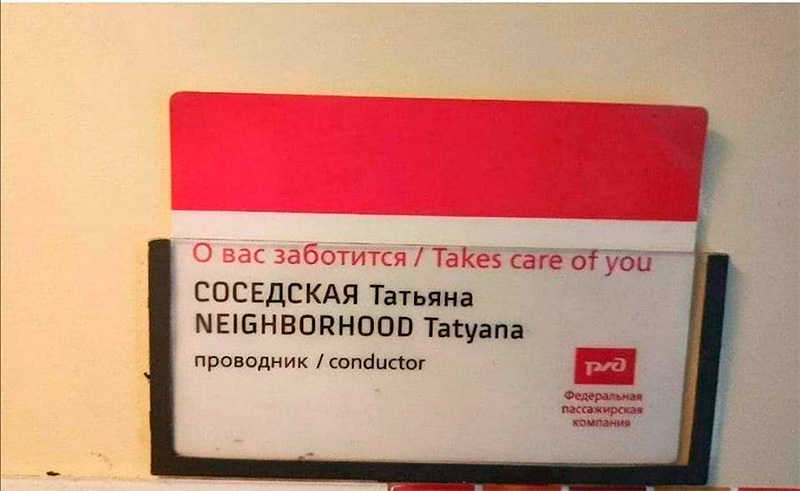 О вас заботится / Takes care of you
СОСЕДСКАЯ Татьяна
NEIGHBORHOOD Tatyana
проводник / conductor
ржд
Федеральная
пассажирская
компания